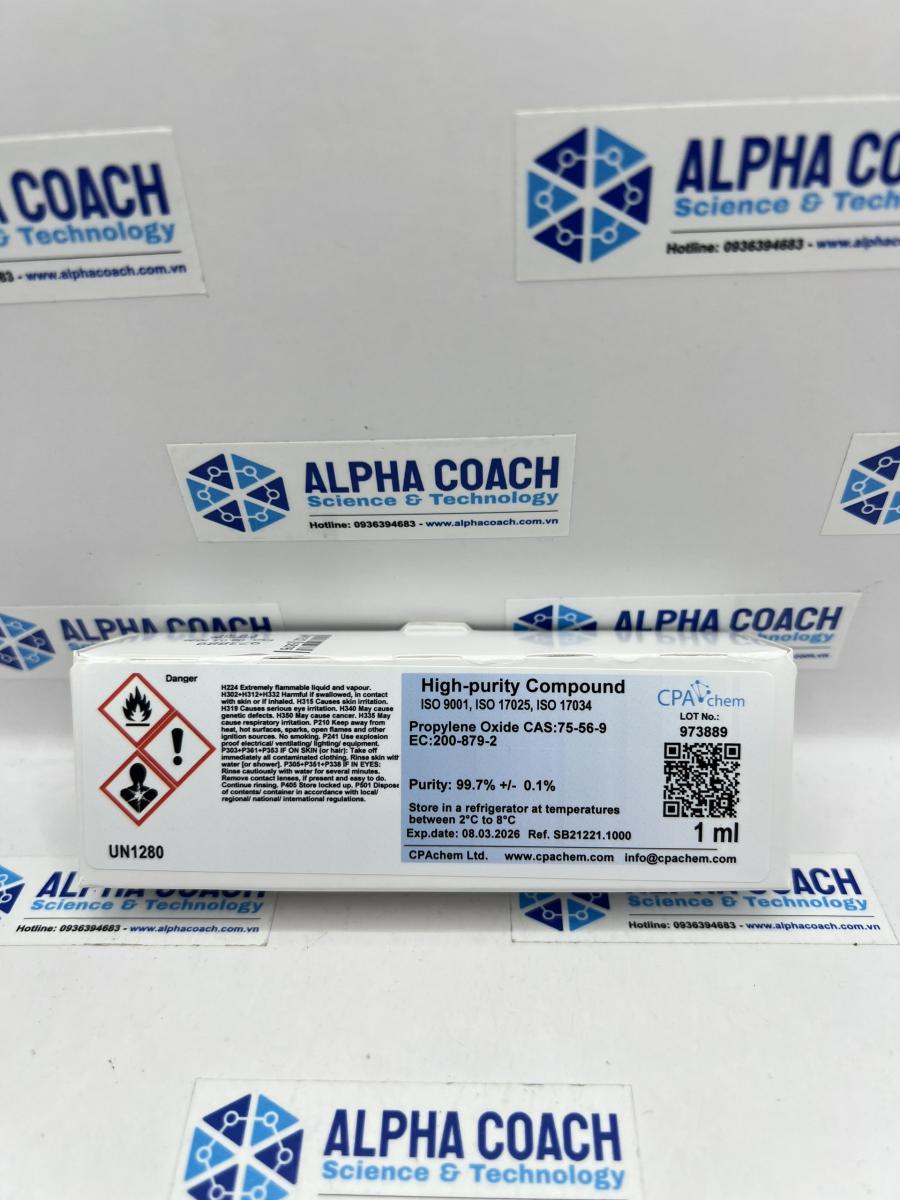 ALPHA CO
Science & Tech
Hotline: 0936394683 - www.alphaco
A COACH
& Technology
83 - www.alphacoach.com.vn
ALPHA COACH
Science & Technology
Hotline: 0936394683 - www.alphacoach.com.vn
ALPHA COACH
ALPHA COACH
Danger
H224 Extremely flammable liquid and vapour.
H302+H312+H332 Harmful if swallowed, in contact
with skin or if inhaled. H315 Causes skin irritation.
H319 Causes serious eye irritation. H340 May cause
genetic defects. H350 May cause cancer. H335 May
cause respiratory irritation. P210 Keep away from
heat, hot surfaces, sparks, open flames and other
ignition sources. No smoking. P241 Use explosion
proof electrical/ ventilating/ lighting/ equipment.
P303+P361+P353 IF ON SKIN (or hair): Take off
immediately all contaminated clothing. Rinse skin with
water [or shower]. P305+P351+P338 IF IN EYES:
Rinse cautiously with water for several minutes.
Remove contact lenses, if present and easy to do.
Continue rinsing. P405 Store locked up. P501 Dispose
of contents/ container in accordance with local/
regional/ national/ international regulations.
UN1280
High-purity Compound
ISO 9001, ISO 17025, ISO 17034
Propylene Oxide CAS:75-56-9
EC:200-879-2
Purity: 99.7% +/- 0.1%
Store in a refrigerator at temperatures
between 2°C to 8°C
Exp.date: 08.03.2026 Ref. SB21221.1000
CPAchem Ltd. www.cpachem.com info@cpachem.com
CPAchem
LOT No.:
973889
1 ml
ALPHA COACH
Science & Technology
Hotline: 0936394683 - www.alphacoach.com.vn
ALPHA COACH
Science & Technology
Hotline: 0936394683 - www.alphacoach.com.vn
ALPHA COACH
Science & Technology